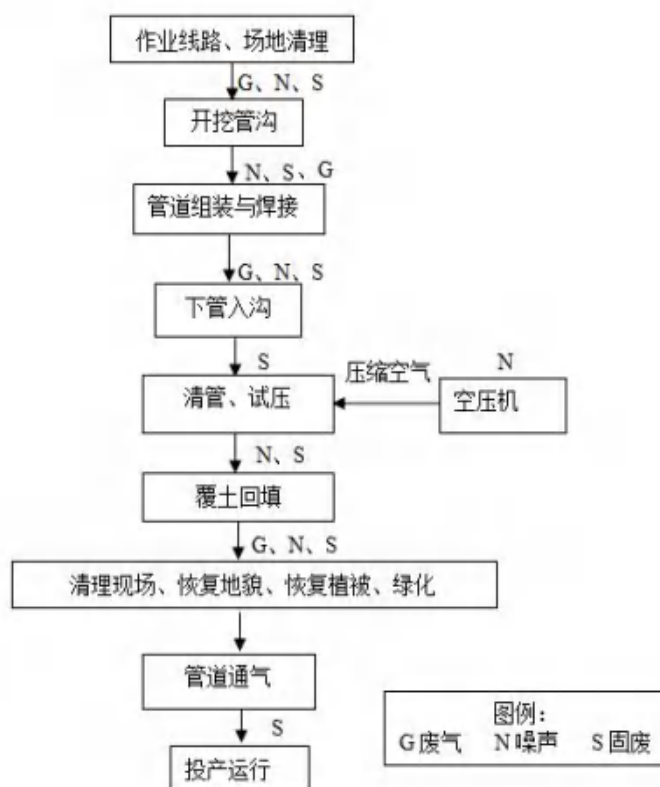 作业线路、场地清理
G、N、S
开挖管沟
N、S、G
管道组装与焊接
G、N、S
下管入沟
S
压缩空气
N
清管、试压
空压机
N、S
覆土回填
G、N、S
清理现场、恢复地貌、恢复植被、绿化
管道通气
S
投产运行
图例：
G 废气 N 噪声 S 固废